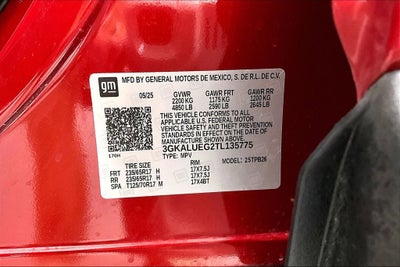 gm
MFD BY GENERAL MOTORS DE MEXICO, S. DE R.L. DE C.V.
05/25 GVWR GAWR FRT GAWR RR
2200 KG 1175 KG 1200 KG
4850 LB 2590 LB 2645 LB
THIS VEHICLE CONFORMS TO ALL
APPLICABLE U.S. FEDERAL MOTOR
VEHICLE SAFETY AND THEFT PREVENTION
STANDARDS IN EFFECT ON THE DATE OF
MANUFACTURE SHOWN ABOVE.
3GKALUEG2TL135775
170H TYPE: MPV MODEL: 25TPB26
TIRE SIZE RIM
FRT 235/65R17 H 17X7.5J
RR 235/65R17 H 17X7.5J
SPA T125/70R17 M 17X4BT